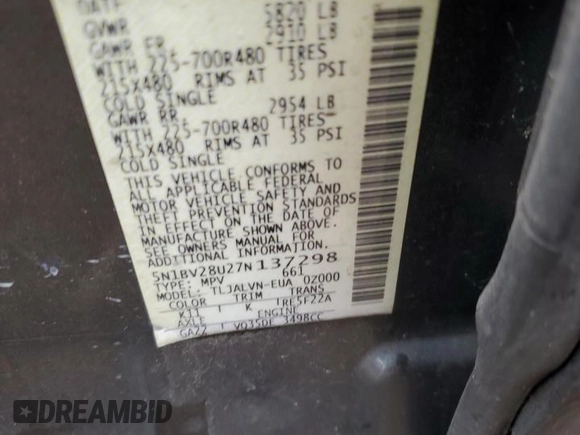 DATE
GVWR 5820 LB
GAWR FR. 2910 LB
WITH 225-700R480 TIRES
215X480 RIMS AT 35 PSI
COLD SINGLE
GAWR RR. 2954 LB
WITH 225-700R480 TIRES
215X480 RIMS AT 35 PSI
COLD SINGLE
THIS VEHICLE CONFORMS TO
ALL APPLICABLE FEDERAL
MOTOR VEHICLE SAFETY AND
THEFT PREVENTION STANDARDS
IN EFFECT ON THE DATE OF
MANUFACTURE SHOWN ABOVE.
SEE OWNERS MANUAL FOR
ADDITIONAL INFORMATION.
5N1BV28U27N137298
TYPE: MPV 661
MODEL: TLJALVN-EUA 02000
COLOR TRIM TRANS
K11 K RE5F22A
AXLE ENGINE
GA22 VQ35DE 3498CC
DREAMBID